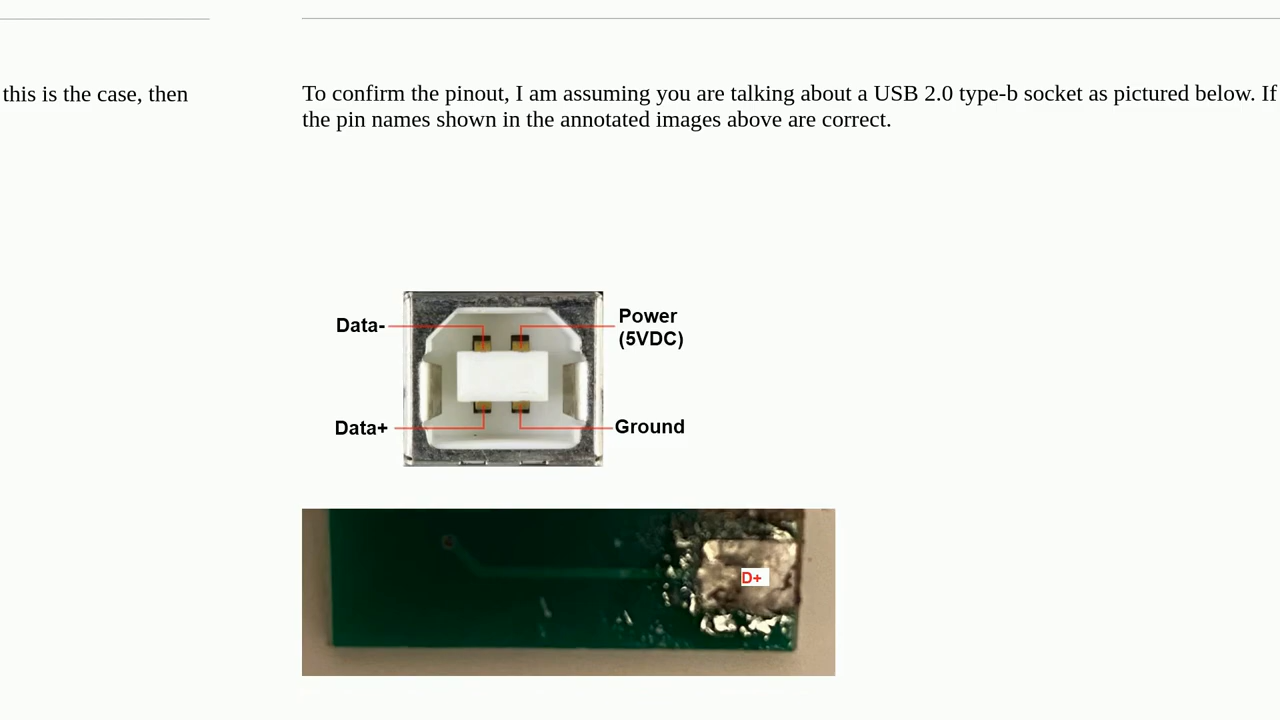 this is the case, then
To confirm the pinout, I am assuming you are talking about a USB 2.0 type-b socket as pictured below. If
the pin names shown in the annotated images above are correct.
Data-
Power
(5VDC)
Data+
Ground
D+